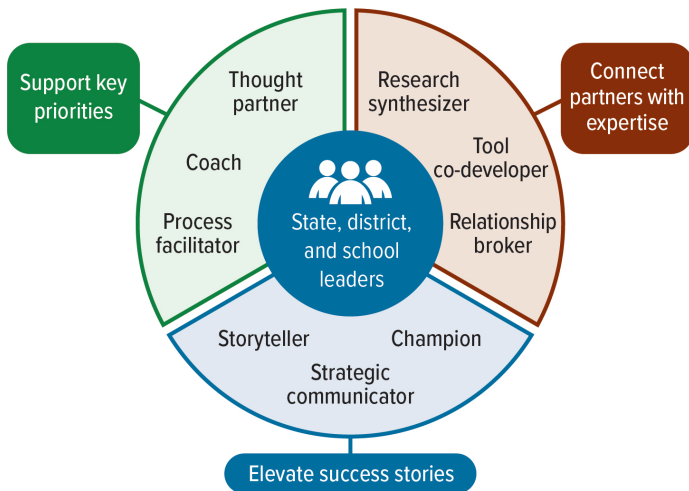 Support key
priorities
Thought
partner
Coach
Process
facilitator
Research
synthesizer
Tool
co-developer
Relationship
broker
Connect
partners with
expertise
State, district,
and school
leaders
Storyteller
Champion
Strategic
communicator
Elevate success stories